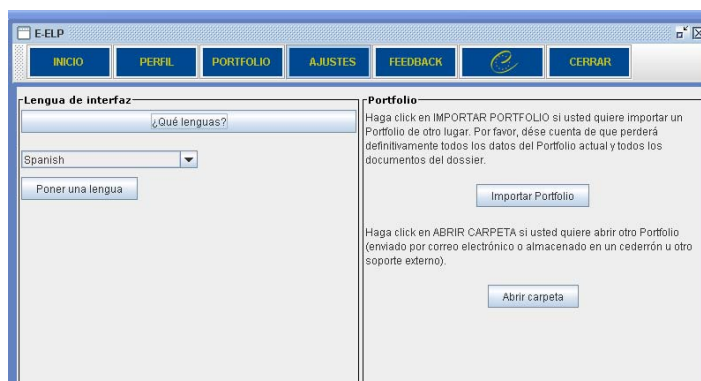 E-ELP
INICIO PERFIL PORTFOLIO AJUSTES FEEDBACK e CERRAR
Lengua de interfaz
¿Qué lenguas?
Spanish
Poner una lengua
Portfolio
Haga click en IMPORTAR PORTFOLIO si usted quiere importar un
Portfolio de otro lugar. Por favor, dése cuenta de que perderá
definitivamente todos los datos del Portfolio actual y todos los
documentos del dossier.
Importar Portfolio
Haga click en ABRIR CARPETA si usted quiere abrir otro Portfolio
(enviado por correo electrónico o almacenado en un cederrón u otro
soporte externo).
Abrir carpeta